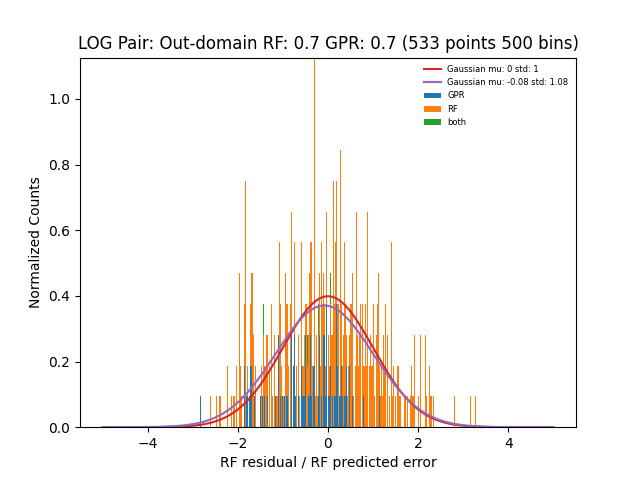 LOG Pair: Out-domain RF: 0.7 GPR: 0.7 (533 points 500 bins)
Normalized Counts
1.0
0.8
0.6
0.4
0.2
0.0
Gaussian mu: 0 std: 1
Gaussian mu: -0.08 std: 1.08
GPR
RF
both
−4 −2 0 2 4
RF residual / RF predicted error